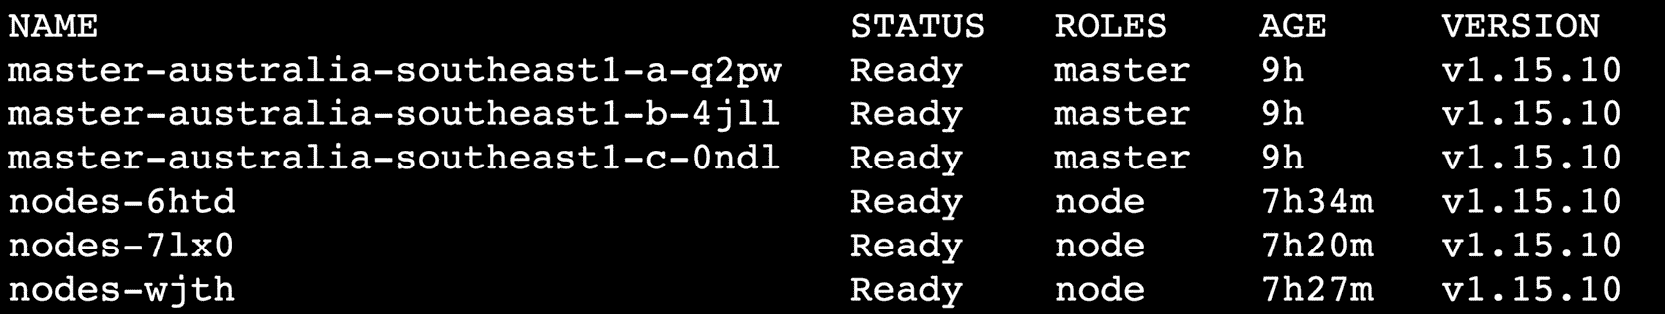 NAME STATUS ROLES AGE VERSION
master-australia-southeast1-a-q2pw Ready master 9h v1.15.10
master-australia-southeast1-b-4jll Ready master 9h v1.15.10
master-australia-southeast1-c-0ndl Ready master 9h v1.15.10
nodes-6htd Ready node 7h34m v1.15.10
nodes-7lx0 Ready node 7h20m v1.15.10
nodes-wjth Ready node 7h27m v1.15.10